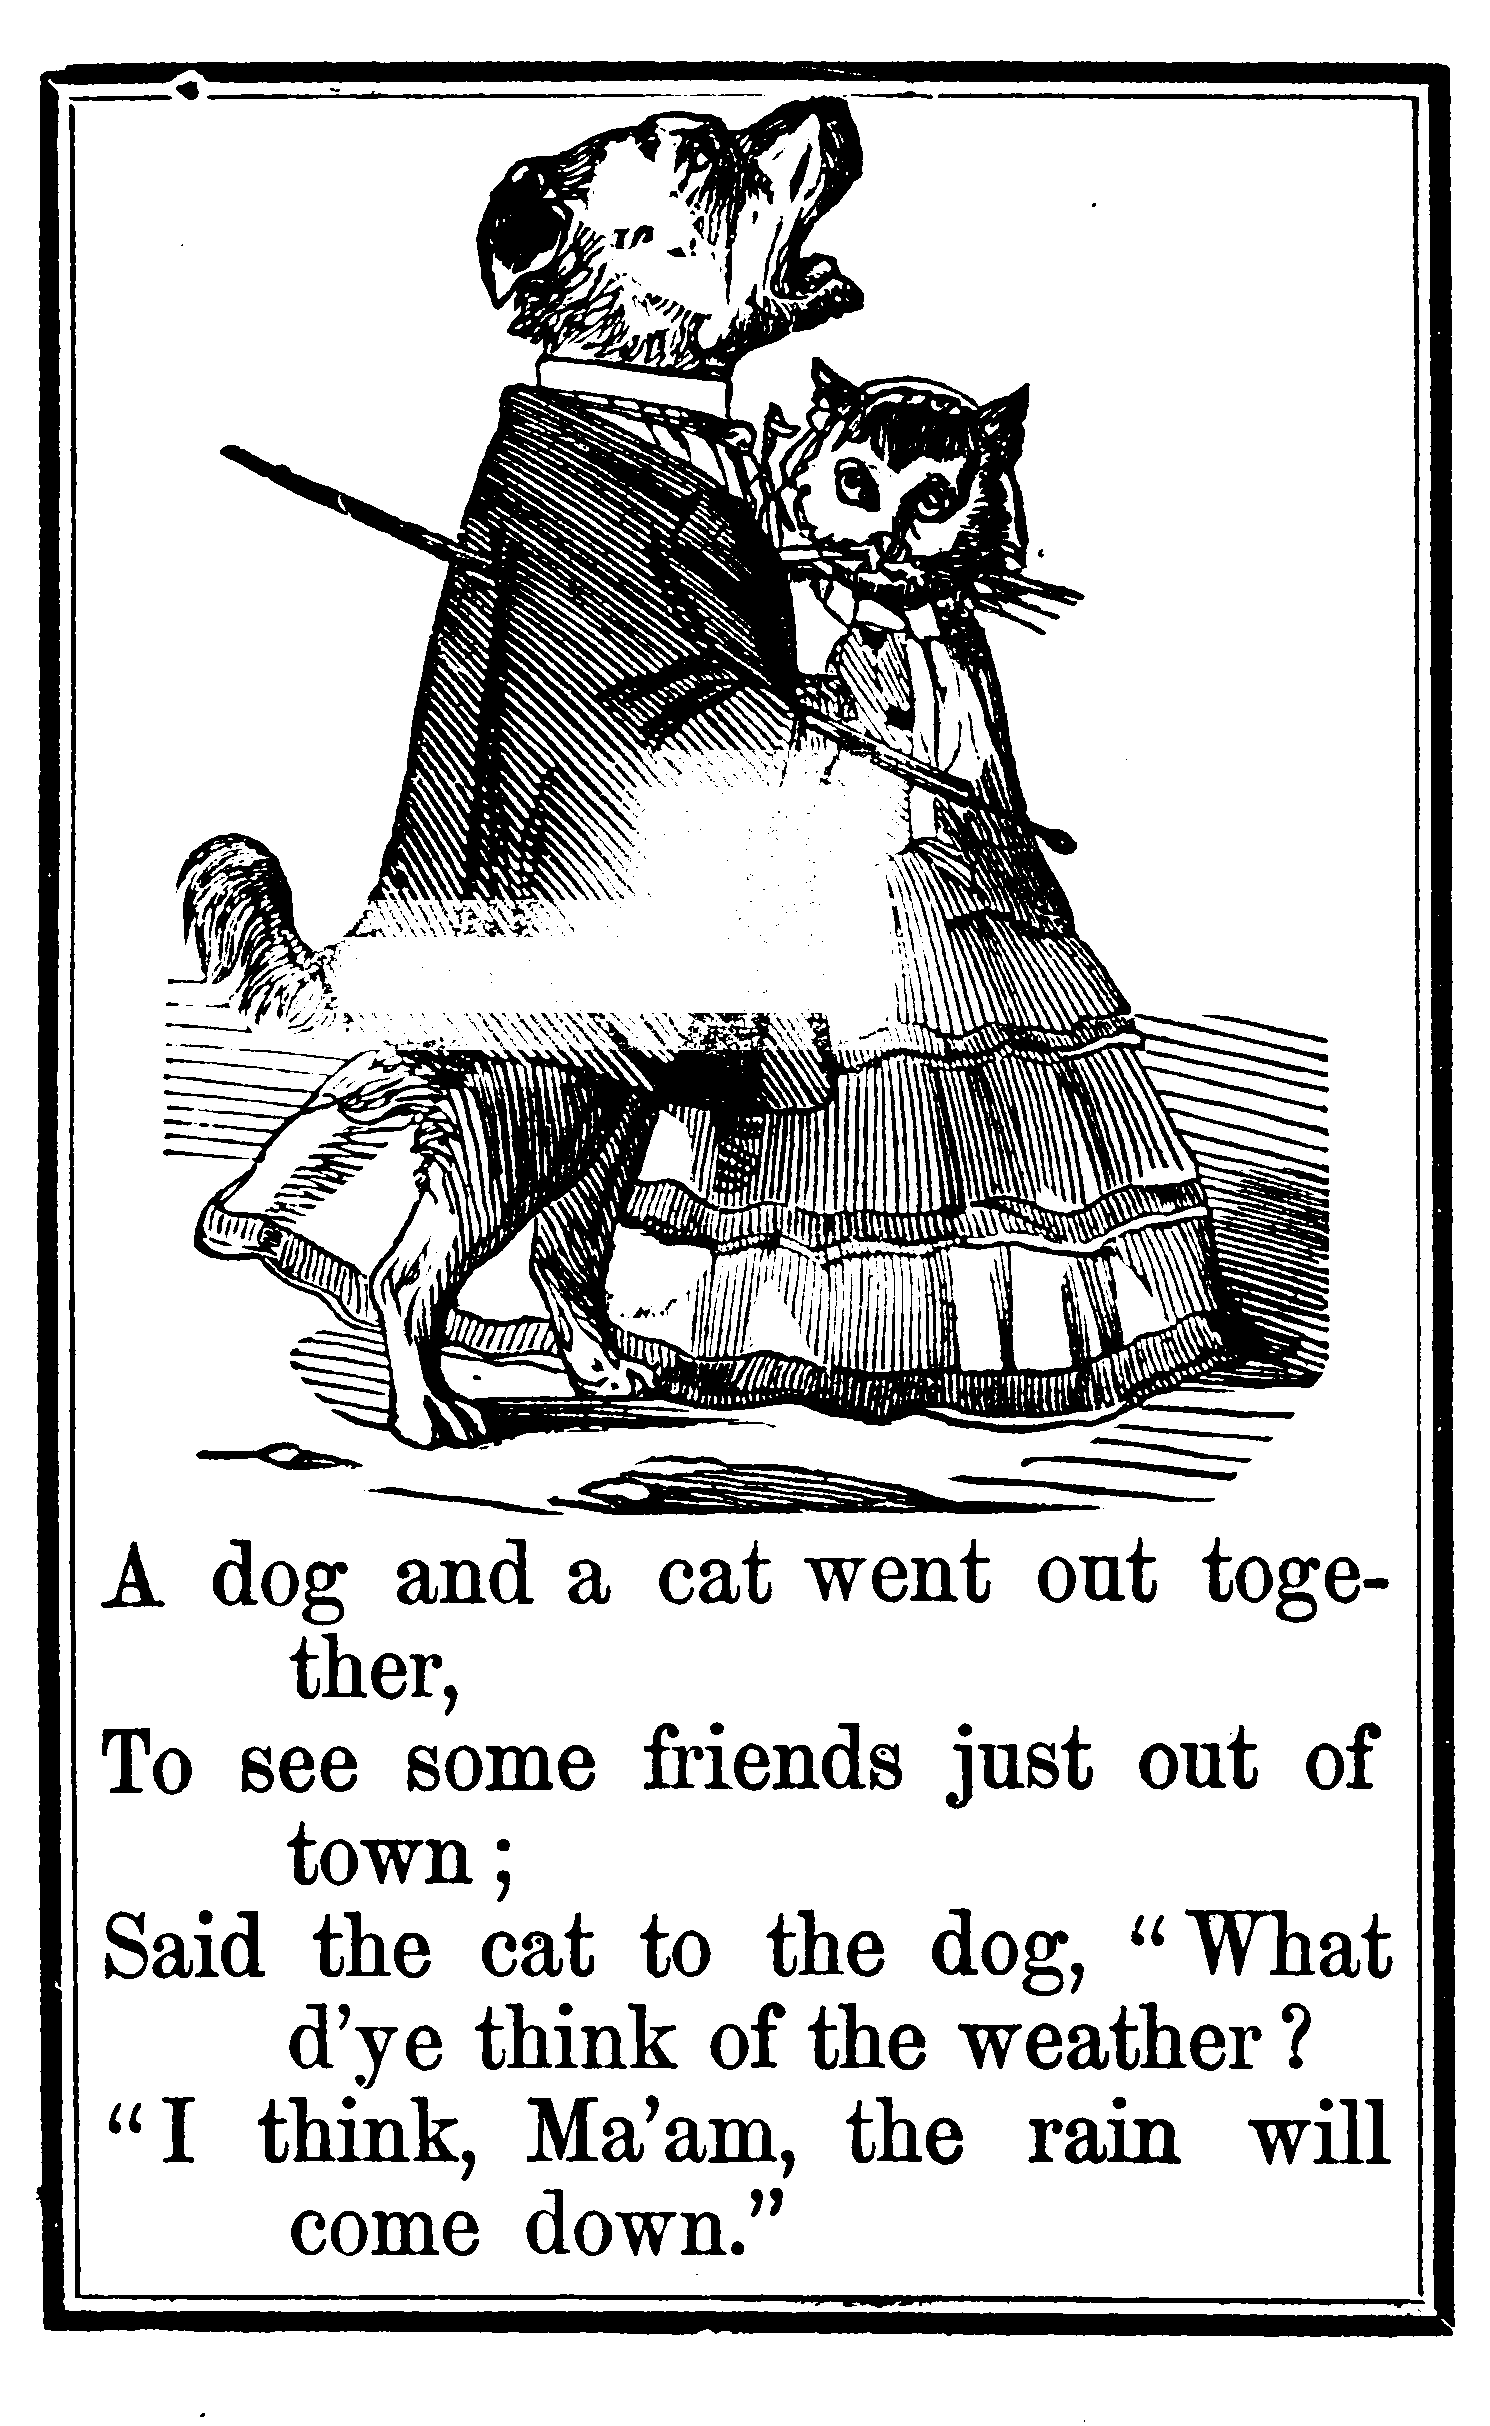 A dog and a cat went out toge-
ther,
To see some friends just out of
town ;
Said the cat to the dog, “ What
d’ye think of the weather ?
“ I think, Ma’am, the rain will
come down.”